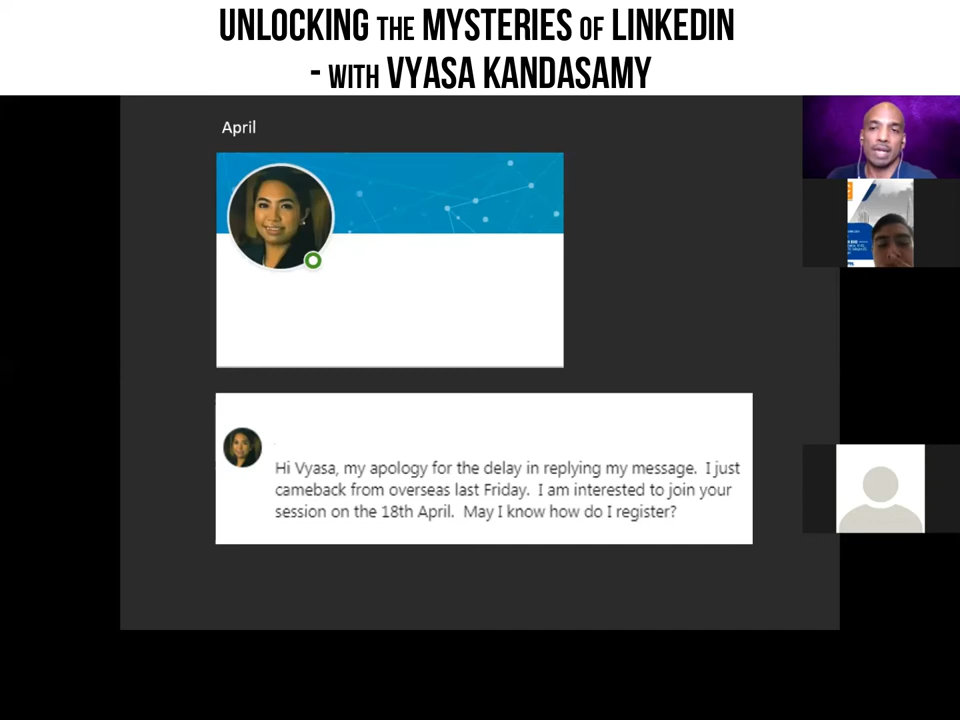 UNLOCKING THE MYSTERIES OF LINKEDIN
- WITH VYASA KANDASAMY
April
Hi Vyasa, my apology for the delay in replying my message. I just
cameback from overseas last Friday. I am interested to join your
session on the 18th April. May I know how do I register?